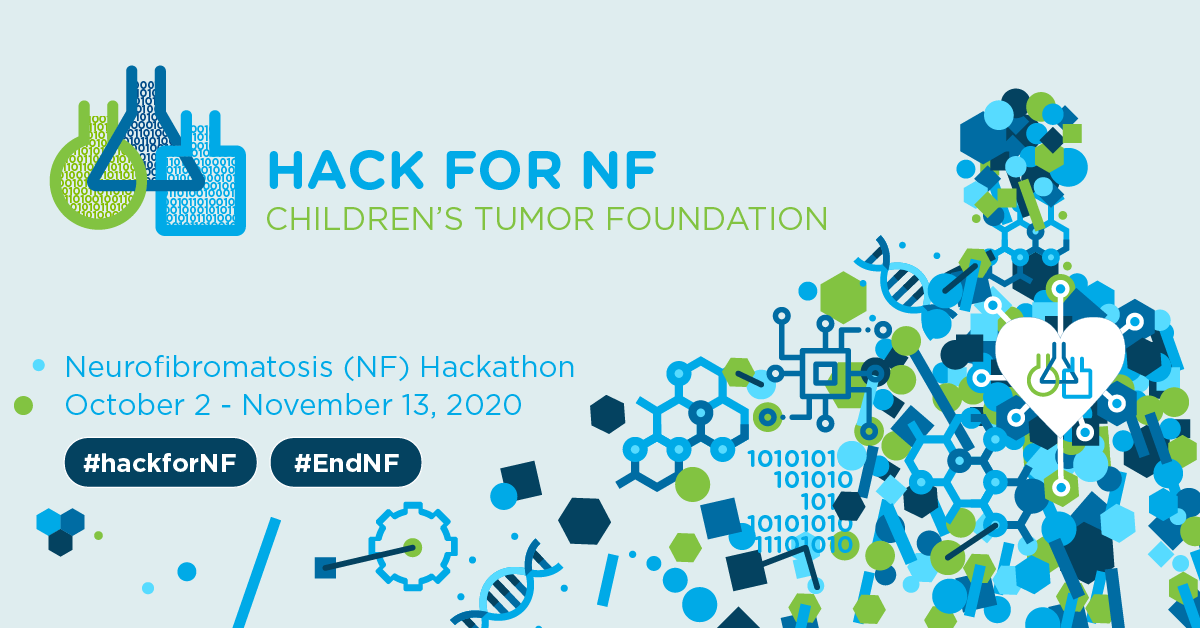 HACK FOR NF
CHILDREN'S TUMOR FOUNDATION
Neurofibromatosis (NF) Hackathon
October 2 - November 13, 2020
#hackforNF #EndNF
1010101
101010
101
10101010